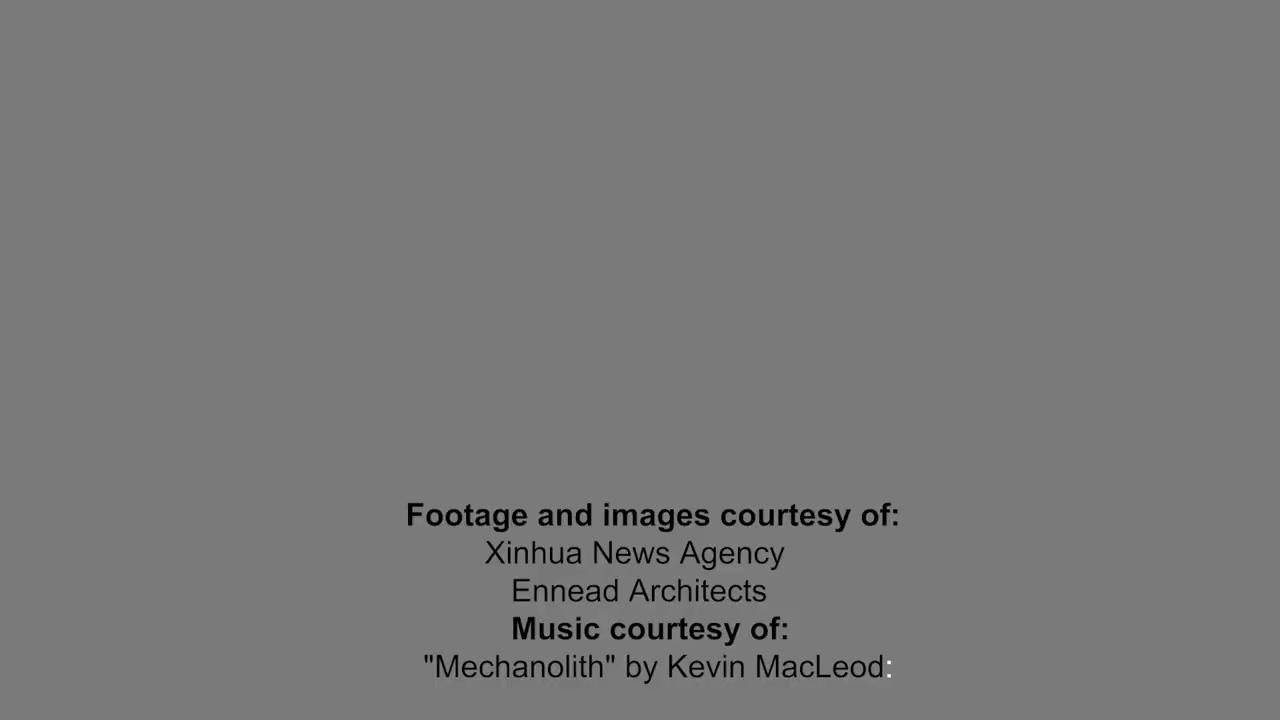 Footage and images courtesy of:
Xinhua News Agency
Ennead Architects
Music courtesy of:
"Mechanolith" by Kevin MacLeod: